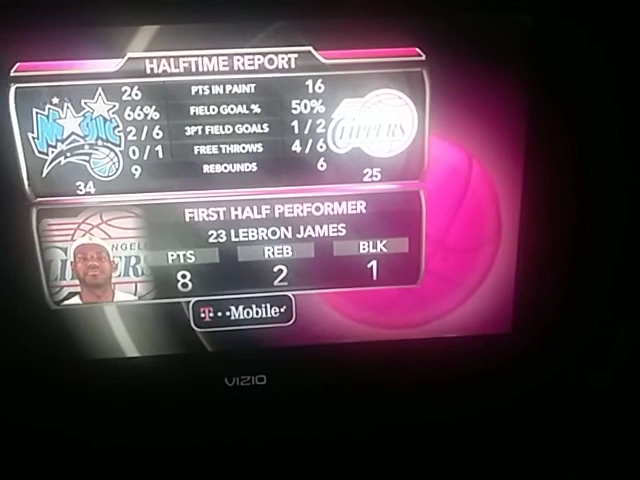 HALFTIME REPORT
26 PTS IN PAINT 16
66% FIELD GOAL % 50%
2 / 6 3PT FIELD GOALS 1 / 2
Magic CLIPPERS
0 / 1 FREE THROWS 4 / 6
9 REBOUNDS 6
34 25
FIRST HALF PERFORMER
23 LEBRON JAMES
PTS REB BLK
8 2 1
T··Mobile
VIZIO